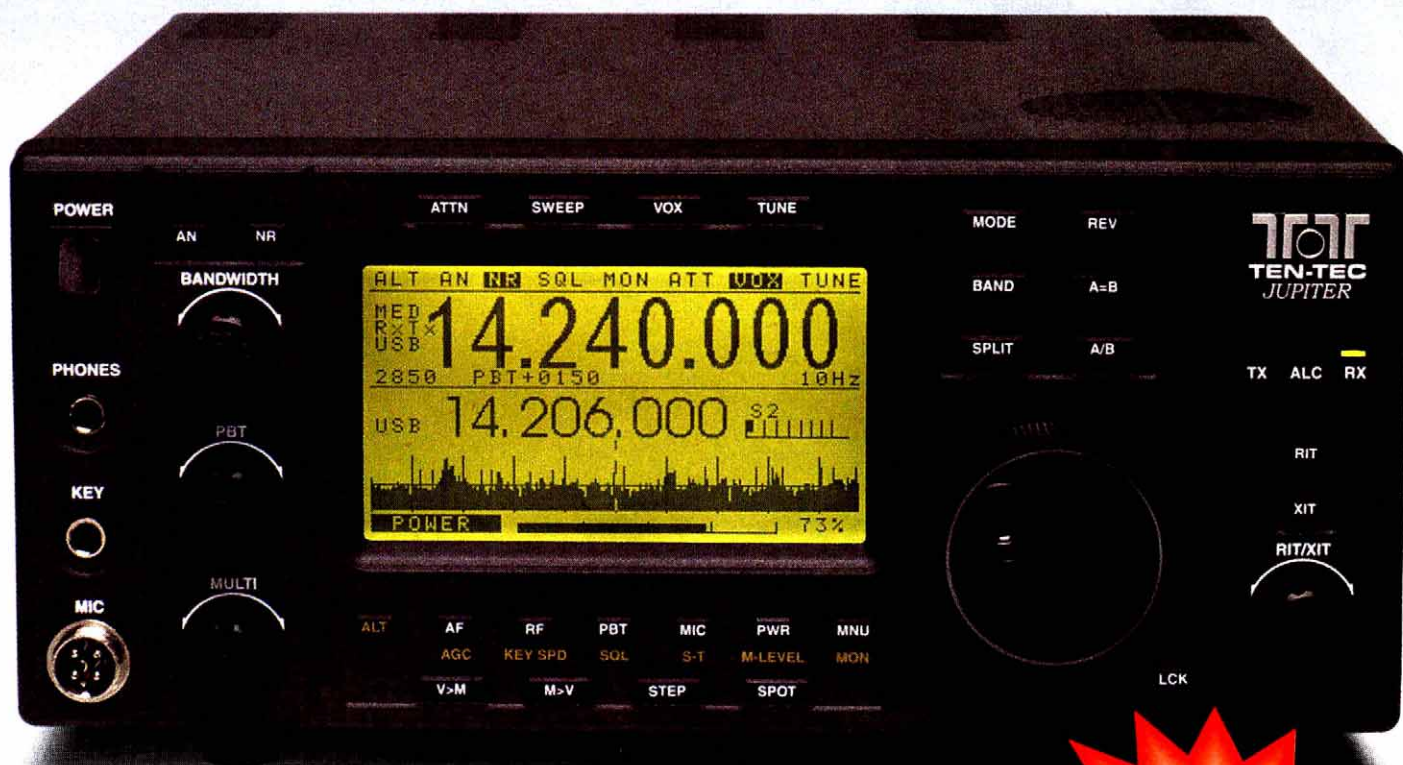 POWER
AN NR
BANDWIDTH
PHONES
PBT
KEY
MULTI
MIC
ATTN SWEEP VOX TUNE
ALT AN NR SQL MON ATT VOX TUNE
MED
RxTx
USB
14.240.000
2850 PBT+0150 10Hz
USB 14.206.000 S2
POWER 73%
ALT AF RF PBT MIC PWR MNU
AGC KEY SPD SQL S-T M-LEVEL MON
V>M M>V STEP SPOT
MODE REV
BAND A=B
SPLIT A/B
TEN-TEC
JUPITER
TX ALC RX
RIT
XIT
RIT/XIT
LCK